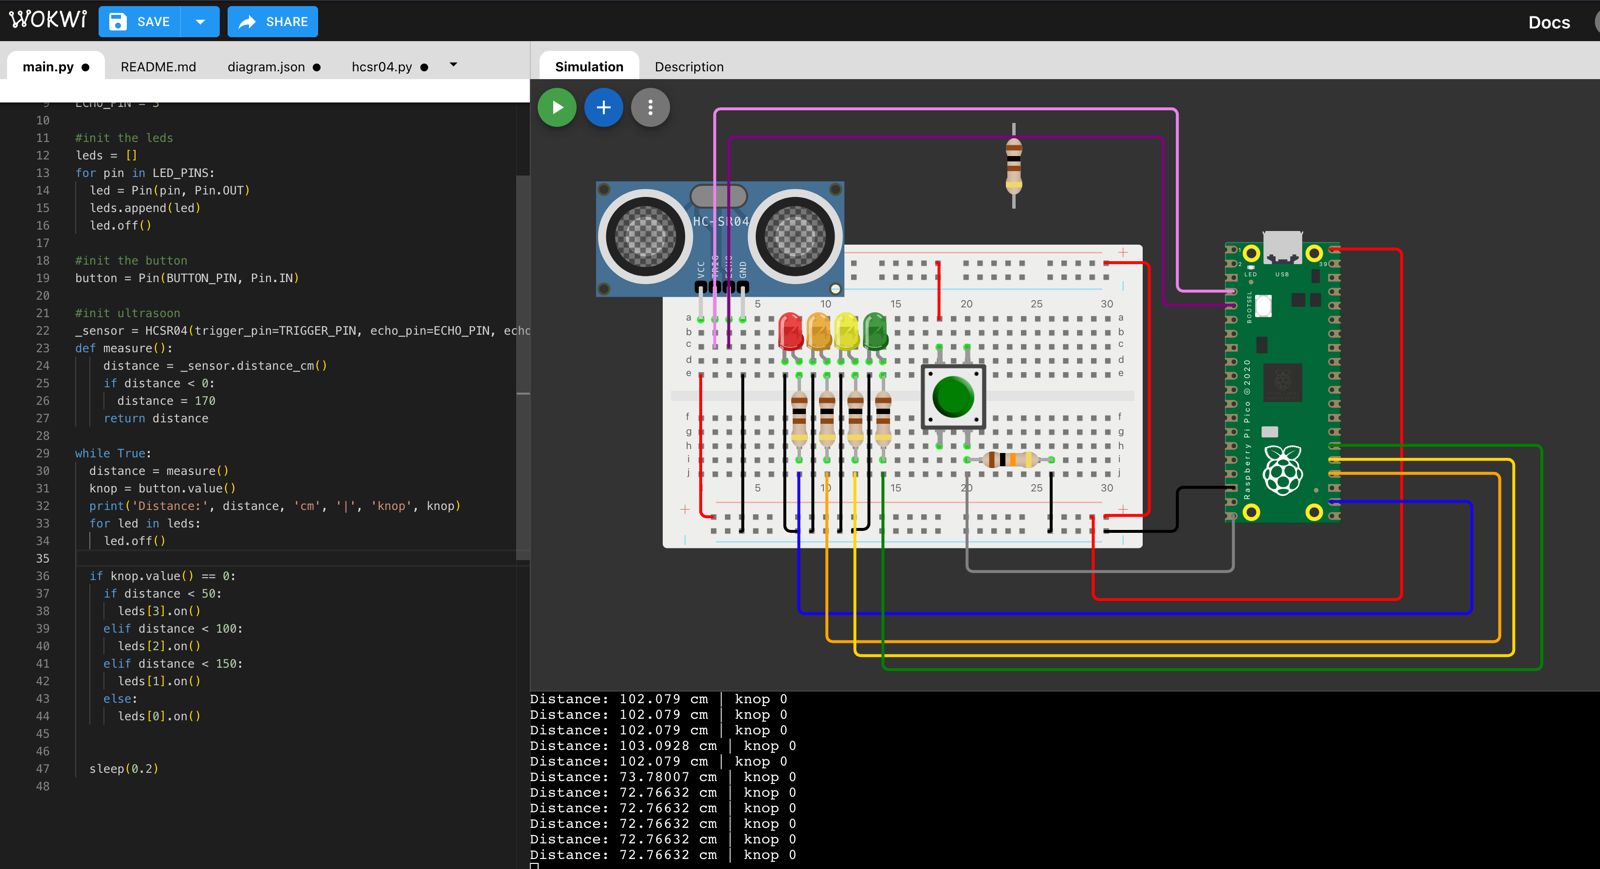 WOKWi SAVE SHARE Docs
main.py README.md diagram.json hcsr04.py
Simulation Description
9 ECHO_PIN = 3
10
11 #init the leds
12 leds = []
13 for pin in LED_PINS:
14 led = Pin(pin, Pin.OUT)
15 leds.append(led)
16 led.off()
17
18 #init the button
19 button = Pin(BUTTON_PIN, Pin.IN)
20
21 #init ultrasoon
22 _sensor = HCSR04(trigger_pin=TRIGGER_PIN, echo_pin=ECHO_PIN, echo
23 def measure():
24 distance = _sensor.distance_cm()
25 if distance < 0:
26 distance = 170
27 return distance
28
29 while True:
30 distance = measure()
31 knop = button.value()
32 print('Distance:', distance, 'cm', '|', 'knop', knop)
33 for led in leds:
34 led.off()
35
36 if knop.value() == 0:
37 if distance < 50:
38 leds[3].on()
39 elif distance < 100:
40 leds[2].on()
41 elif distance < 150:
42 leds[1].on()
43 else:
44 leds[0].on()
45
46
47 sleep(0.2)
48
HC-SR04
VCC
TRIG
ECHO
GND
5 10 15 20 25 30
a a
b b
c c
d d
e e
f f
g g
h h
i i
j j
5 10 15 20 25 30
1
2
39
LED USB
BOOTSEL
Raspberry Pi Pico ©2020
Distance: 102.079 cm | knop 0
Distance: 102.079 cm | knop 0
Distance: 102.079 cm | knop 0
Distance: 103.0928 cm | knop 0
Distance: 102.079 cm | knop 0
Distance: 73.78007 cm | knop 0
Distance: 72.76632 cm | knop 0
Distance: 72.76632 cm | knop 0
Distance: 72.76632 cm | knop 0
Distance: 72.76632 cm | knop 0
Distance: 72.76632 cm | knop 0